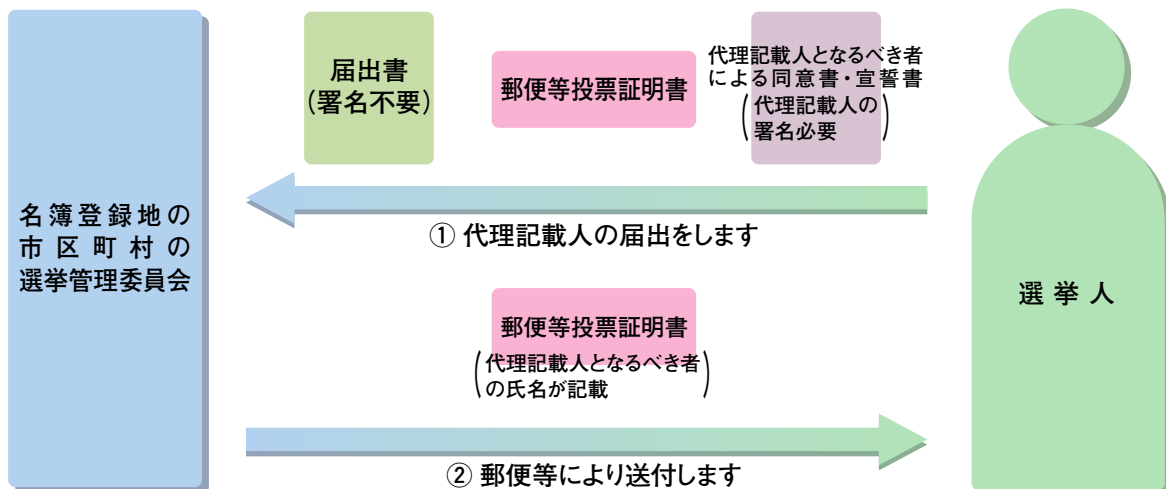 届出書
(署名不要)
郵便等投票証明書
代理記載人となるべき者
による同意書・宣誓書
(代理記載人の
署名必要)
名簿登録地の
市区町村の
選挙管理委員会
① 代理記載人の届出をします
選挙人
郵便等投票証明書
(代理記載人となるべき者
の氏名が記載)
② 郵便等により送付します